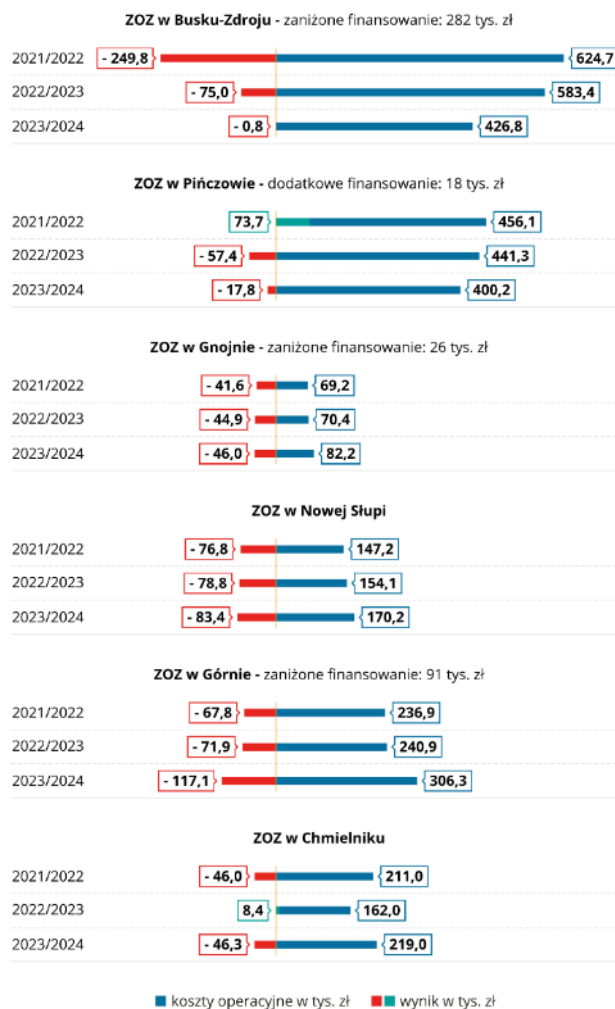 ZOZ w Busku-Zdroju - zaniżone finansowanie: 282 tys. zł
2021/2022 - 249,8 624,7
2022/2023 - 75,0 583,4
2023/2024 - 0,8 426,8
ZOZ w Pińczowie - dodatkowe finansowanie: 18 tys. zł
2021/2022 73,7 456,1
2022/2023 - 57,4 441,3
2023/2024 - 17,8 400,2
ZOZ w Gnojnie - zaniżone finansowanie: 26 tys. zł
2021/2022 - 41,6 69,2
2022/2023 - 44,9 70,4
2023/2024 - 46,0 82,2
ZOZ w Nowej Słupi
2021/2022 - 76,8 147,2
2022/2023 - 78,8 154,1
2023/2024 - 83,4 170,2
ZOZ w Górnie - zaniżone finansowanie: 91 tys. zł
2021/2022 - 67,8 236,9
2022/2023 - 71,9 240,9
2023/2024 - 117,1 306,3
ZOZ w Chmielniku
2021/2022 - 46,0 211,0
2022/2023 8,4 162,0
2023/2024 - 46,3 219,0
koszty operacyjne w tys. zł wynik w tys. zł